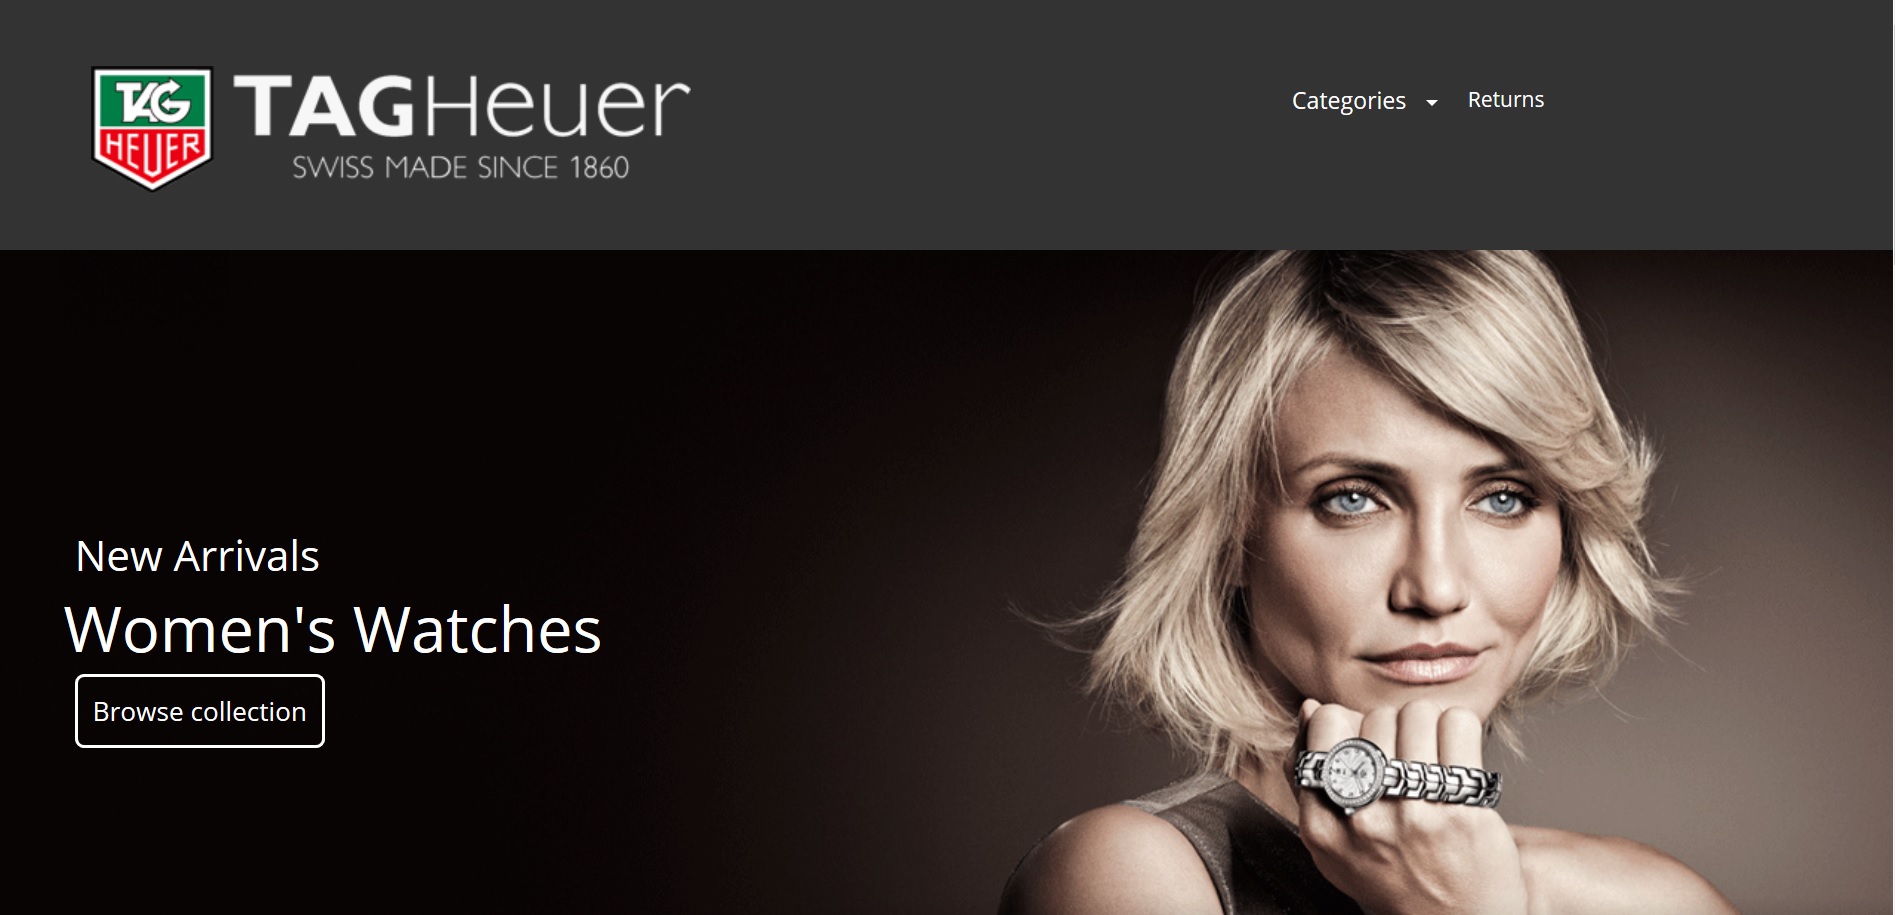 TAG
HEUER
TAGHeuer
SWISS MADE SINCE 1860
Categories
Returns
New Arrivals
Women's Watches
Browse collection